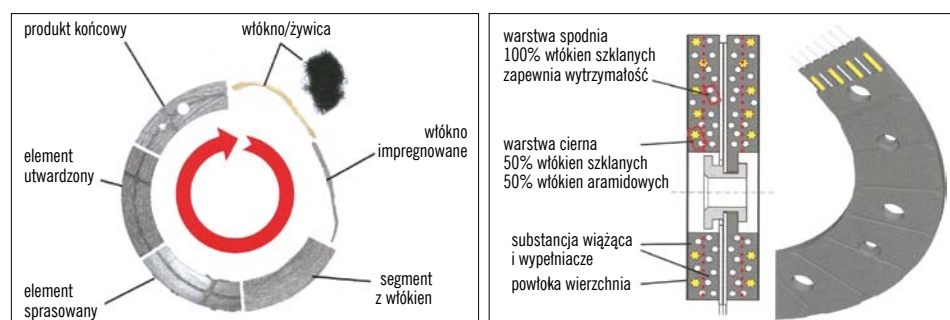 produkt końcowy
włókno/żywica
włókno
impregnowane
element
utwardzony
segment
z włókien
element
sprasowany
warstwa spodnia
100% włókien szklanych
zapewnia wytrzymałość
warstwa cierna
50% włókien szklanych
50% włókien aramidowych
substancja wiążąca
i wypełniacze
powłoka wierzchnia